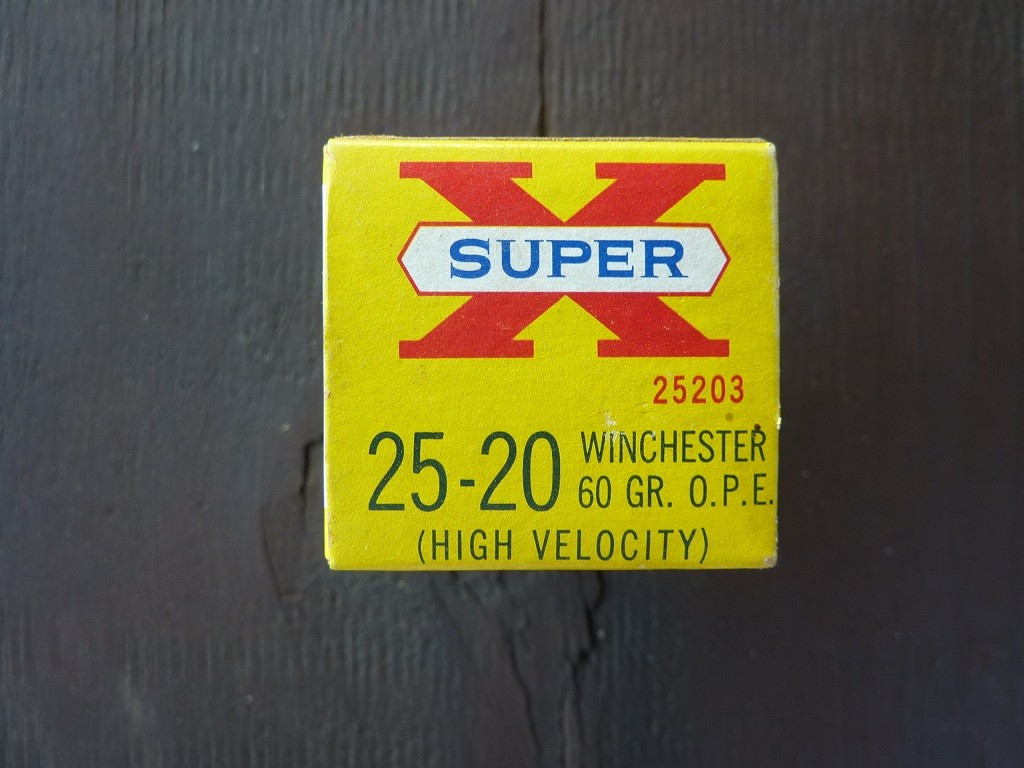 X
SUPER
25203
25-20 WINCHESTER
60 GR. O.P.E.
(HIGH VELOCITY)